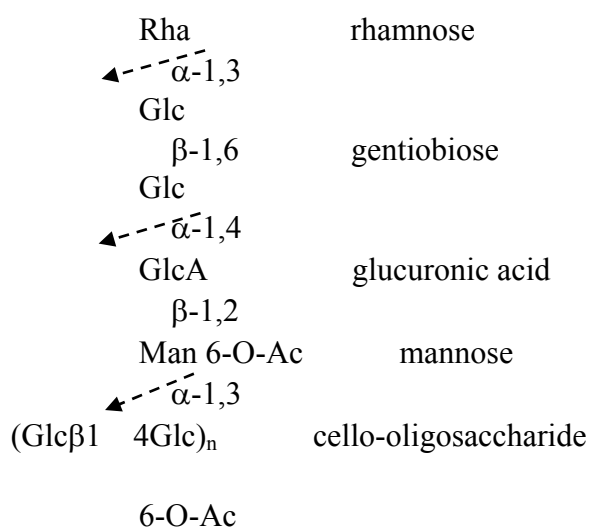 Rha rhamnose
α-1,3
Glc
β-1,6 gentiobiose
Glc
α-1,4
GlcA glucuronic acid
β-1,2
Man 6-O-Ac mannose
α-1,3
(Glcβ1 4Glc)n cello-oligosaccharide
6-O-Ac